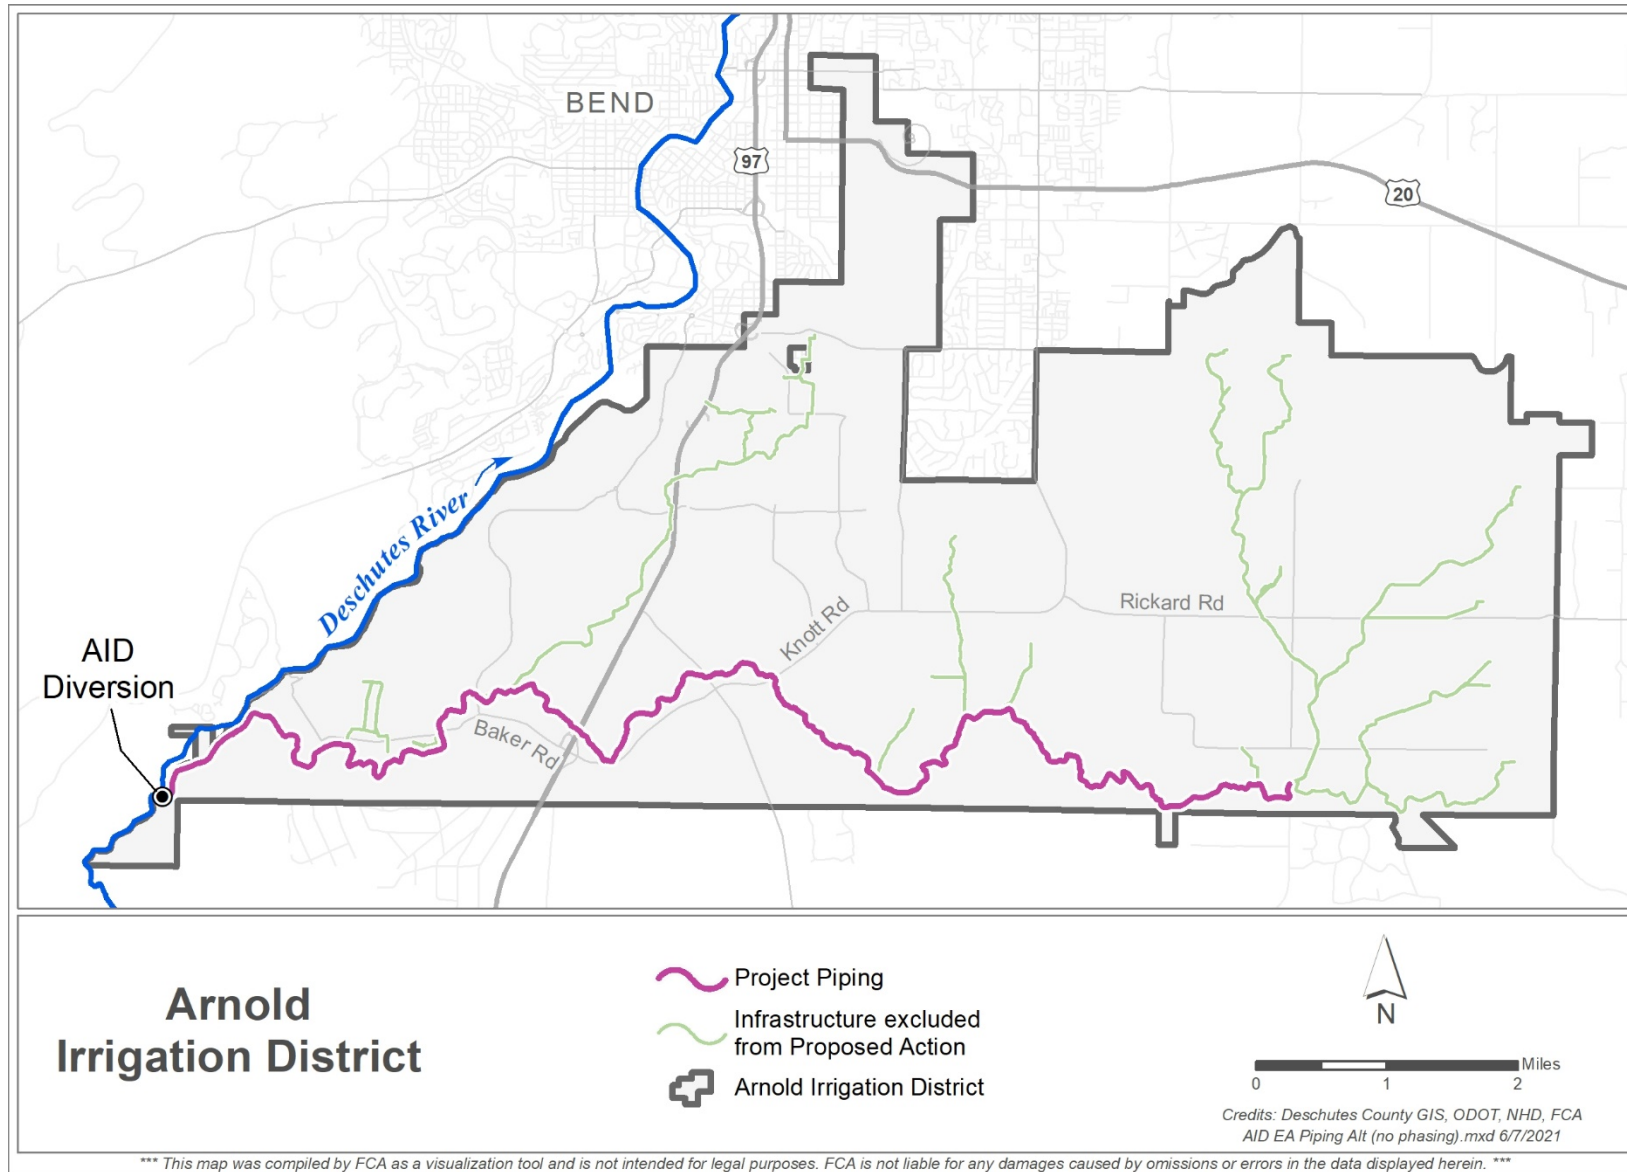 BEND
97
20
Deschutes River
AID
Diversion
Rickard Rd
Knott Rd
Baker Rd
Arnold
Irrigation District
Project Piping
Infrastructure excluded
from Proposed Action
Arnold Irrigation District
N
Miles
0 1 2
Credits: Deschutes County GIS, ODOT, NHD, FCA
AID EA Piping Alt (no phasing).mxd 6/7/2021
*** This map was compiled by FCA as a visualization tool and is not intended for legal purposes. FCA is not liable for any damages caused by omissions or errors in the data displayed herein. ***